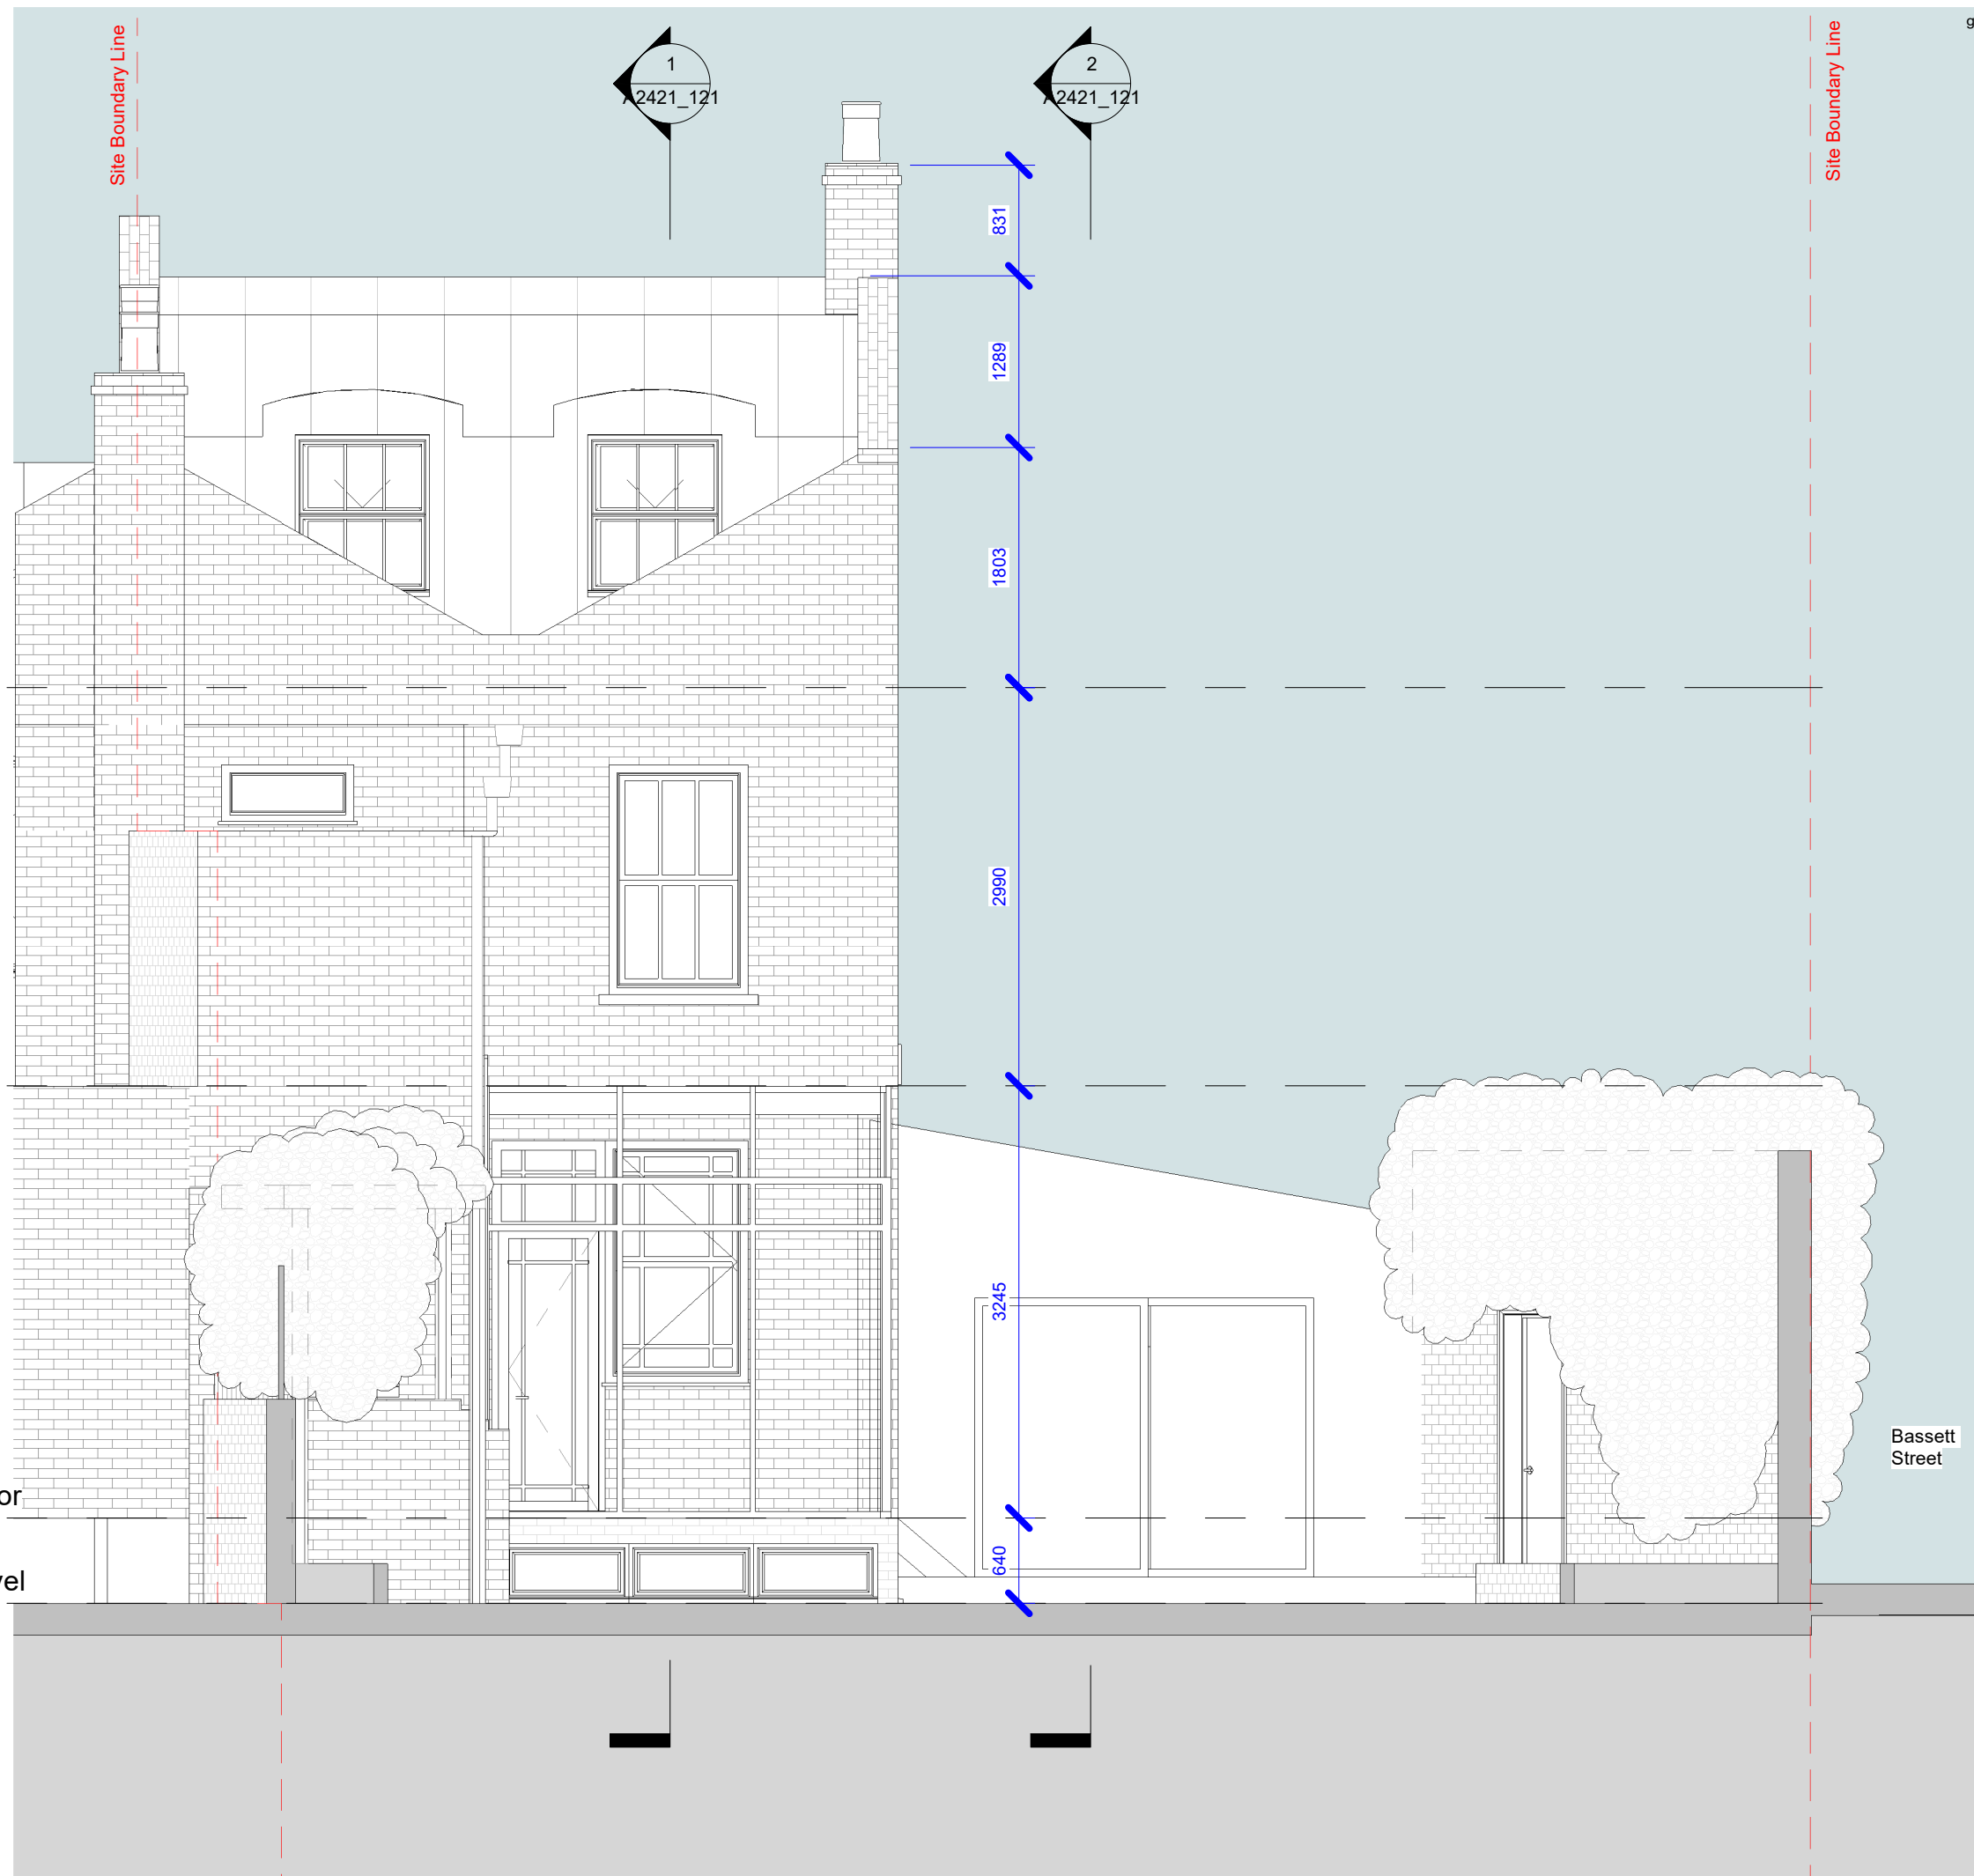 g
Site Boundary Line
1
A2421_121
2
A2421_121
Site Boundary Line
831
1289
1803
2990
3245
640
Bassett
Street
or
vel